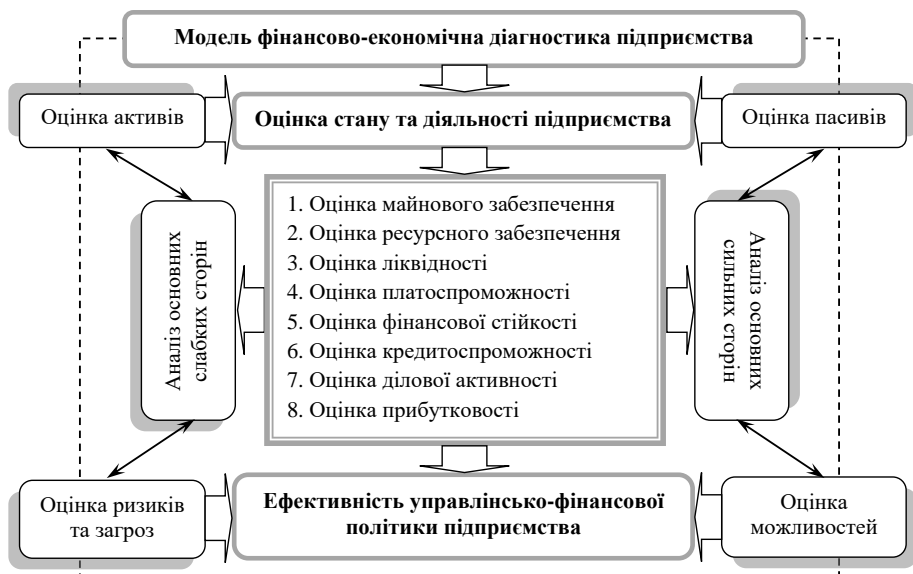 Модель фінансово-економічна діагностика підприємства
Оцінка активів
Оцінка стану та діяльності підприємства
Оцінка пасивів
Аналіз основних
слабких сторін
1. Оцінка майнового забезпечення
2. Оцінка ресурсного забезпечення
3. Оцінка ліквідності
4. Оцінка платоспроможності
5. Оцінка фінансової стійкості
6. Оцінка кредитоспроможності
7. Оцінка ділової активності
8. Оцінка прибутковості
Аналіз основних
сильних сторін
Оцінка ризиків
та загроз
Ефективність управлінсько-фінансової
політики підприємства
Оцінка
можливостей